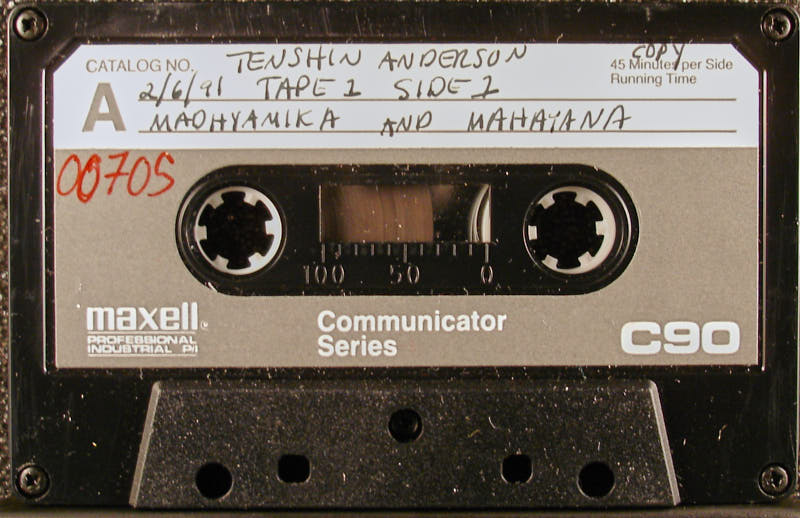 COPY
CATALOG NO. TENSHIN ANDERSON
45 Minutes per Side
Running Time
A
2/6/91 TAPE 1 SIDE 1
MADHYAMIKA AND MAHAYANA
00705
100 50 0
maxell
PROFESSIONAL
INDUSTRIAL
Communicator
Series
C90